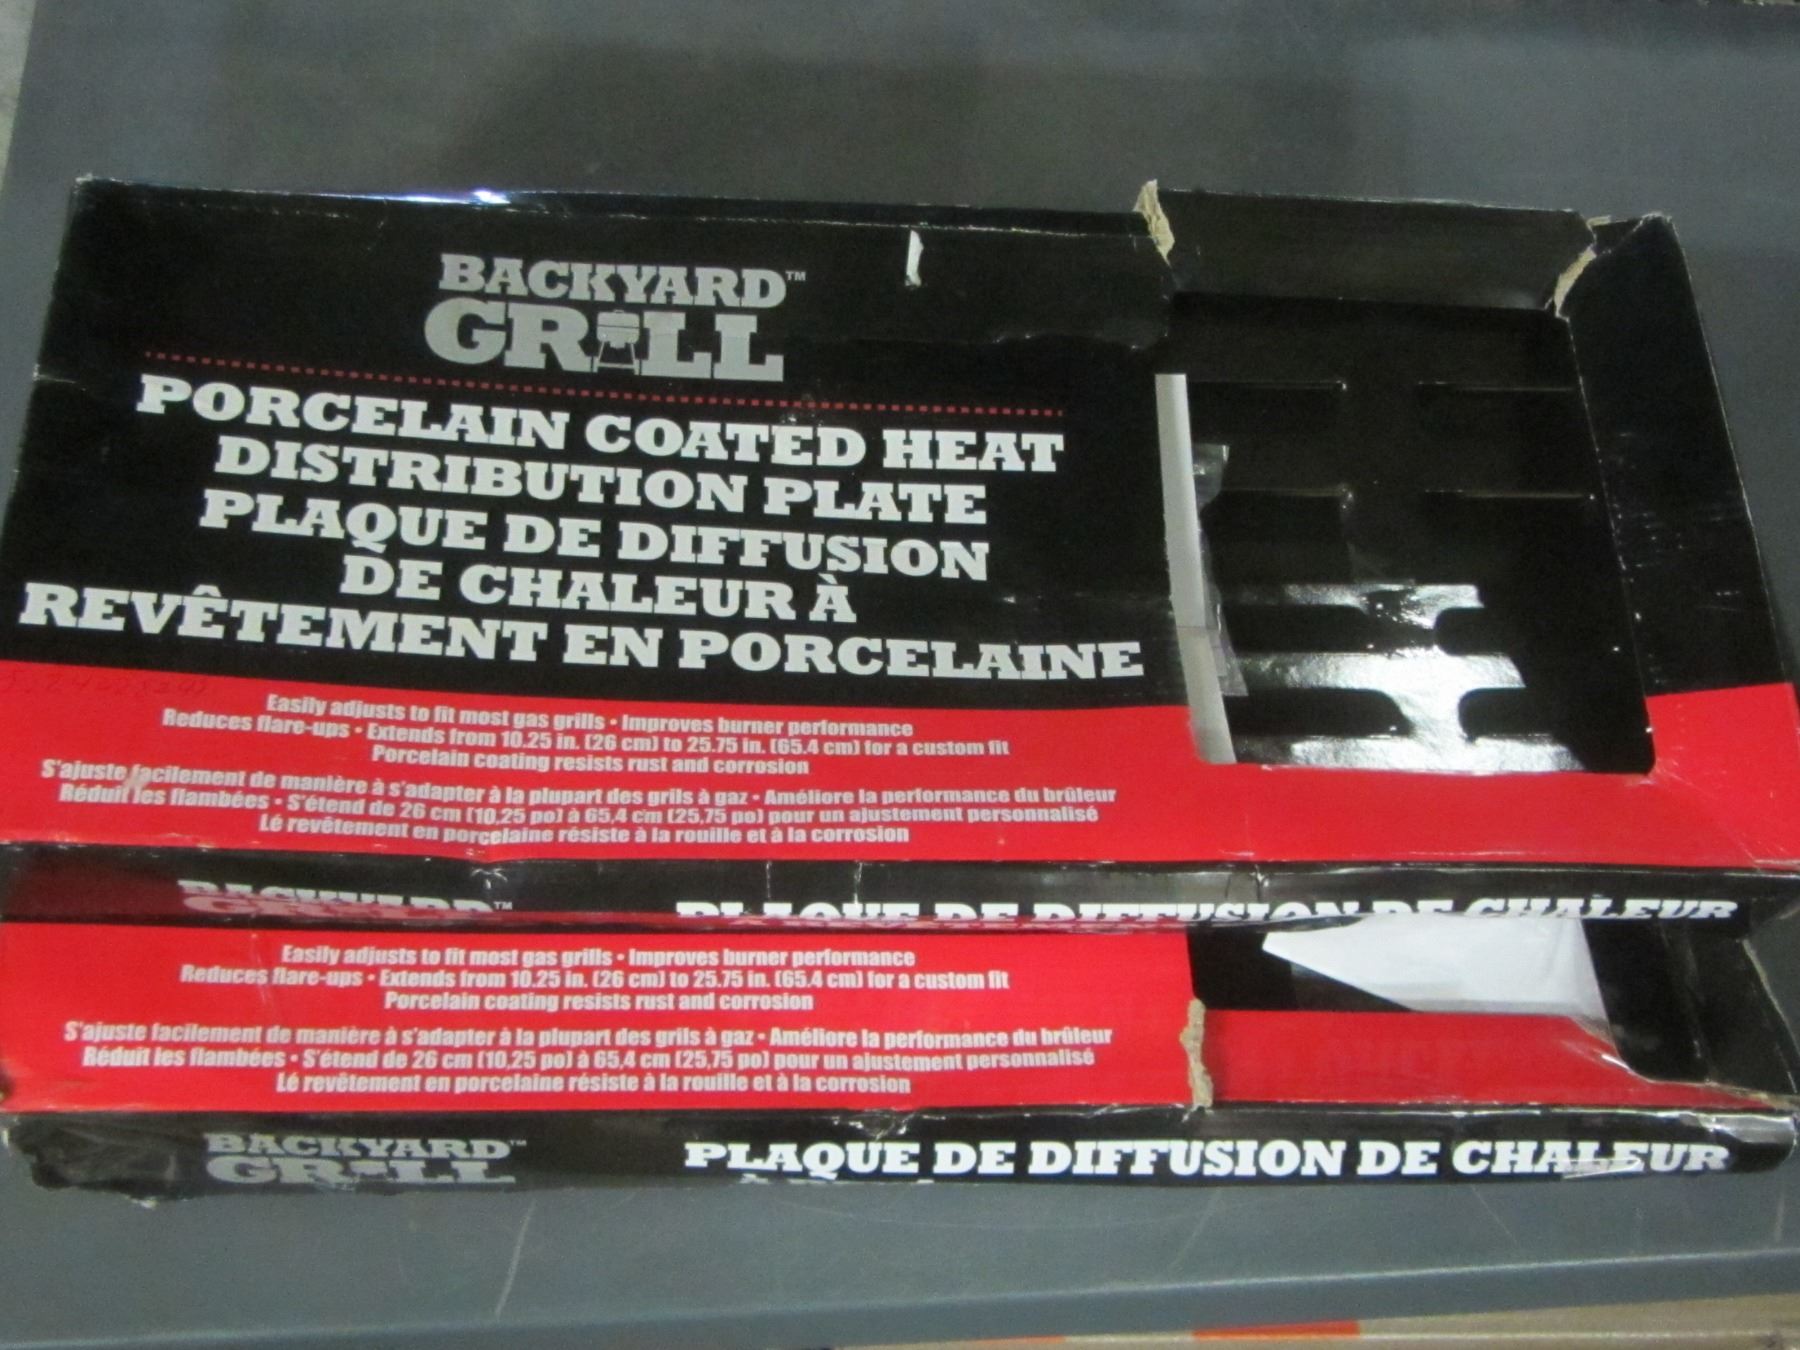 BACKYARD™
GRILL
PORCELAIN COATED HEAT
DISTRIBUTION PLATE
PLAQUE DE DIFFUSION
DE CHALEUR À
REVÊTEMENT EN PORCELAINE
Easily adjusts to fit most gas grills • Improves burner performance
Reduces flare-ups • Extends from 10.25 in. (26 cm) to 25.75 in. (65.4 cm) for a custom fit
Porcelain coating resists rust and corrosion
S'ajuste facilement de manière à s'adapter à la plupart des grils à gaz • Améliore la performance du brûleur
Réduit les flambées • S'étend de 26 cm (10,25 po) à 65,4 cm (25,75 po) pour un ajustement personnalisé
Lé revêtement en porcelaine résiste à la rouille et à la corrosion
BACKYARD™
GRILL
PLAQUE DE DIFFUSION DE CHALEUR
Easily adjusts to fit most gas grills • Improves burner performance
Reduces flare-ups • Extends from 10.25 in. (26 cm) to 25.75 in. (65.4 cm) for a custom fit
Porcelain coating resists rust and corrosion
S'ajuste facilement de manière à s'adapter à la plupart des grils à gaz • Améliore la performance du brûleur
Réduit les flambées • S'étend de 26 cm (10,25 po) à 65,4 cm (25,75 po) pour un ajustement personnalisé
Lé revêtement en porcelaine résiste à la rouille et à la corrosion
BACKYARD™
GRILL
PLAQUE DE DIFFUSION DE CHALEUR